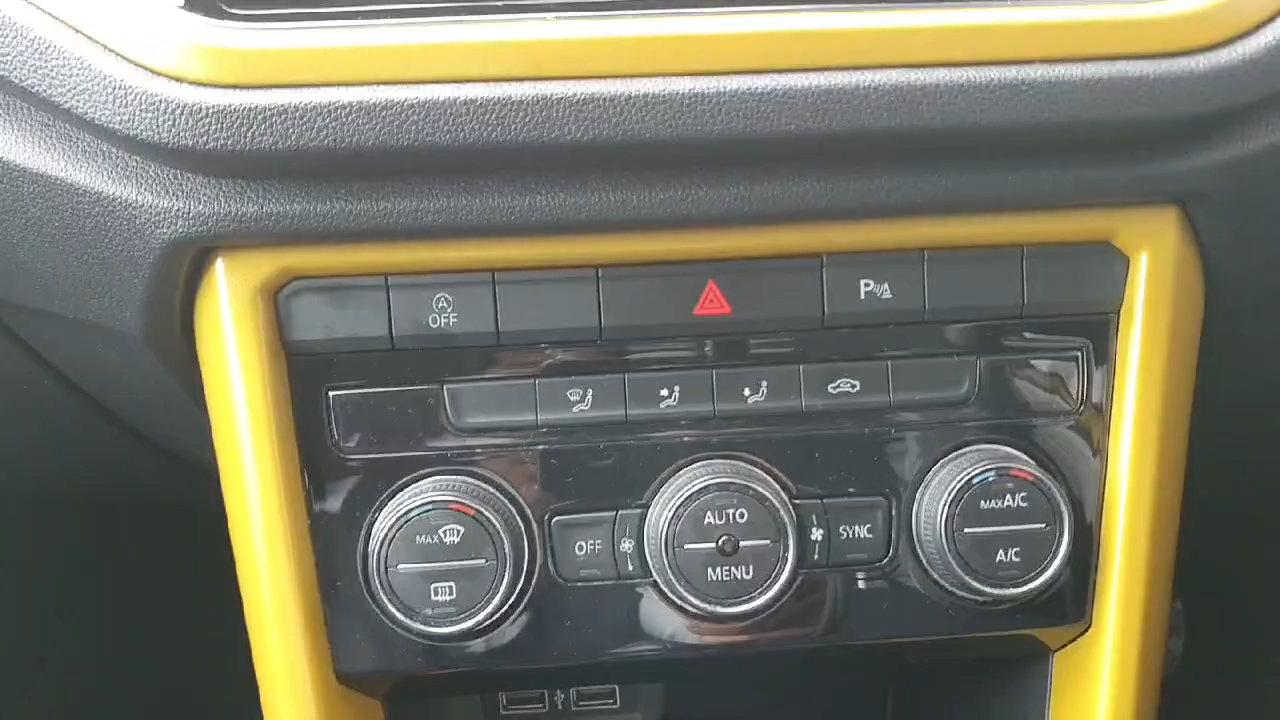 A
OFF
P
MAX
OFF
AUTO
MENU
SYNC
MAX A/C
A/C